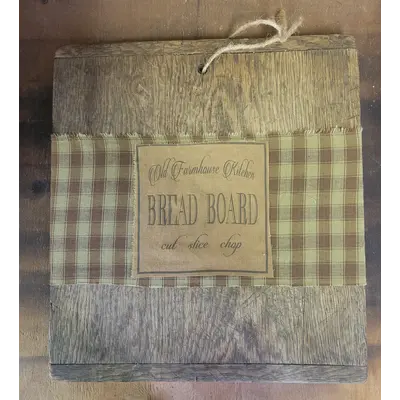 Old Farmhouse Kitchen
BREAD BOARD
cut slice chop